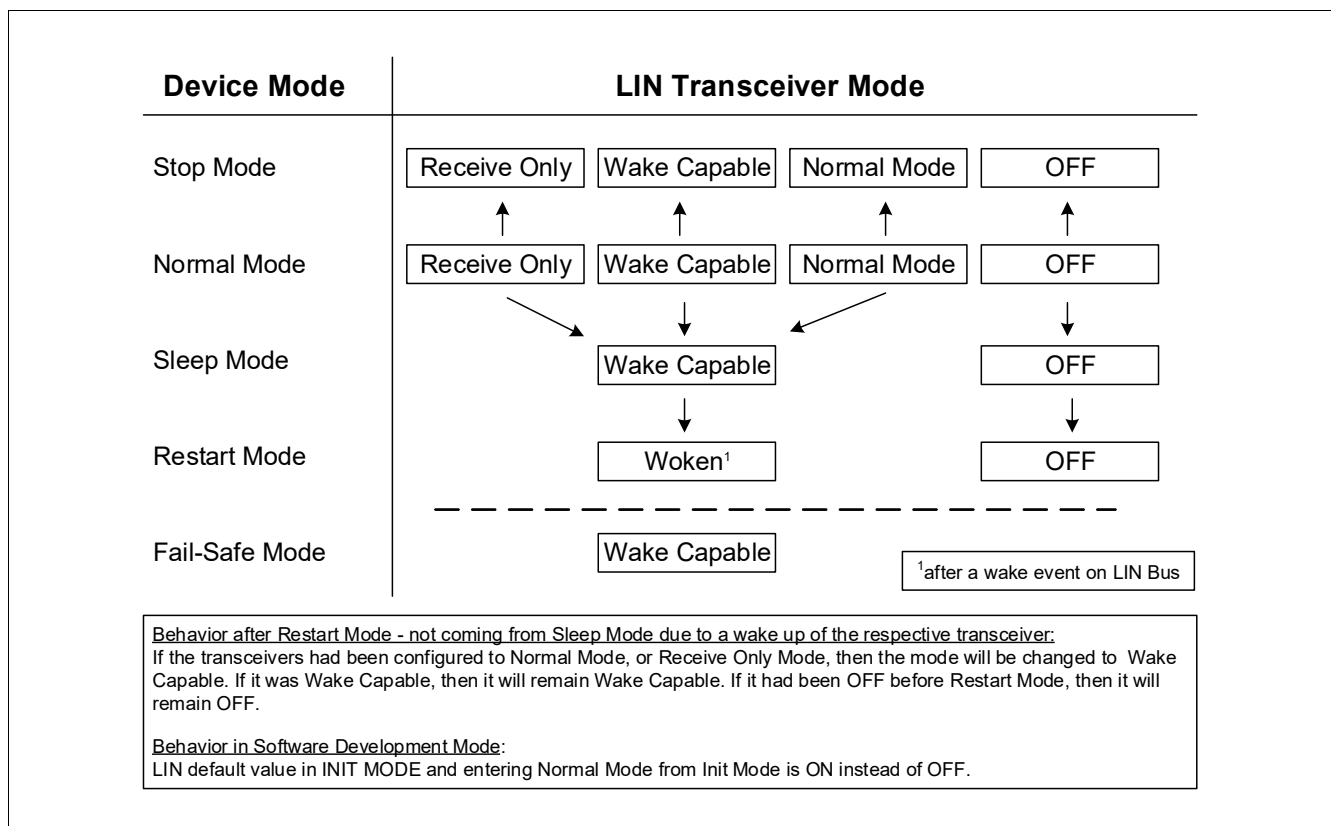 Device Mode LIN Transceiver Mode
Stop Mode Receive Only Wake Capable Normal Mode OFF
Normal Mode Receive Only Wake Capable Normal Mode OFF
Sleep Mode Wake Capable OFF
Restart Mode Woken¹ OFF
Fail-Safe Mode Wake Capable
¹after a wake event on LIN Bus
Behavior after Restart Mode - not coming from Sleep Mode due to a wake up of the respective transceiver:
If the transceivers had been configured to Normal Mode, or Receive Only Mode, then the mode will be changed to Wake
Capable. If it was Wake Capable, then it will remain Wake Capable. If it had been OFF before Restart Mode, then it will
remain OFF.
Behavior in Software Development Mode:
LIN default value in INIT MODE and entering Normal Mode from Init Mode is ON instead of OFF.